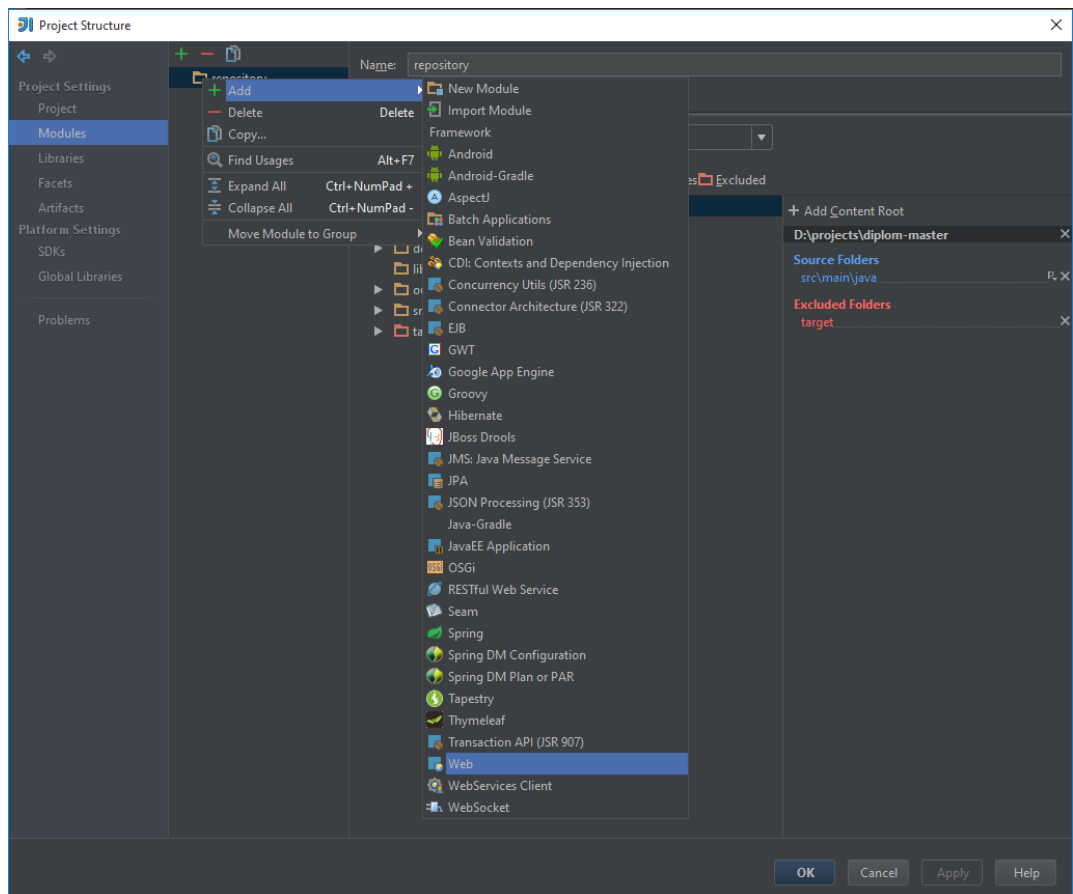 Project Structure
Project Settings
Project
Modules
Libraries
Facets
Artifacts
Platform Settings
SDKs
Global Libraries
Problems
repository
Name: repository
Add
Delete Delete
Copy...
Find Usages Alt+F7
Expand All Ctrl+NumPad +
Collapse All Ctrl+NumPad -
Move Module to Group
New Module
Import Module
Framework
Android
Android-Gradle
AspectJ
Batch Applications
Bean Validation
CDI: Contexts and Dependency Injection
Concurrency Utils (JSR 236)
Connector Architecture (JSR 322)
EJB
GWT
Google App Engine
Groovy
Hibernate
JBoss Drools
JMS: Java Message Service
JPA
JSON Processing (JSR 353)
Java-Gradle
JavaEE Application
OSGi
RESTful Web Service
Seam
Spring
Spring DM Configuration
Spring DM Plan or PAR
Tapestry
Thymeleaf
Transaction API (JSR 907)
Web
WebServices Client
WebSocket
Excluded
Add Content Root
D:\projects\diplom-master
Source Folders
src\main\java
Excluded Folders
target
OK Cancel Apply Help